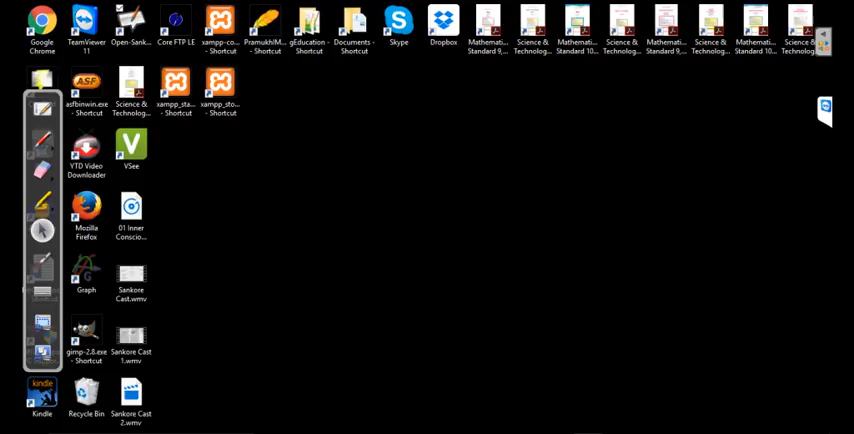 Google
Chrome
TeamViewer
11
Open-Sank...
Core FTP LE
xampp-co...
- Shortcut
PramukhIM...
- Shortcut
gEducation -
Shortcut
Documents -
Shortcut
Skype
Dropbox
Mathemati...
Standard 9,...
Science &
Technolog...
Mathemati...
Standard 10...
Science &
Technolog...
Mathemati...
Standard 9,...
Science &
Technolog...
Mathemati...
Standard 10...
Science &
Technolog...
ASF
asfbinwin.exe
- Shortcut
Science &
Technolog...
xampp_sta...
- Shortcut
xampp_sto...
- Shortcut
YTD Video
Downloader
V
VSee
Mozilla
Firefox
01 Inner
Conscio...
Graph
Sankore
Cast.wmv
gimp-2.8.exe
- Shortcut
Sankore Cast
1.wmv
kindle
Kindle
Recycle Bin
Sankore Cast
2.wmv